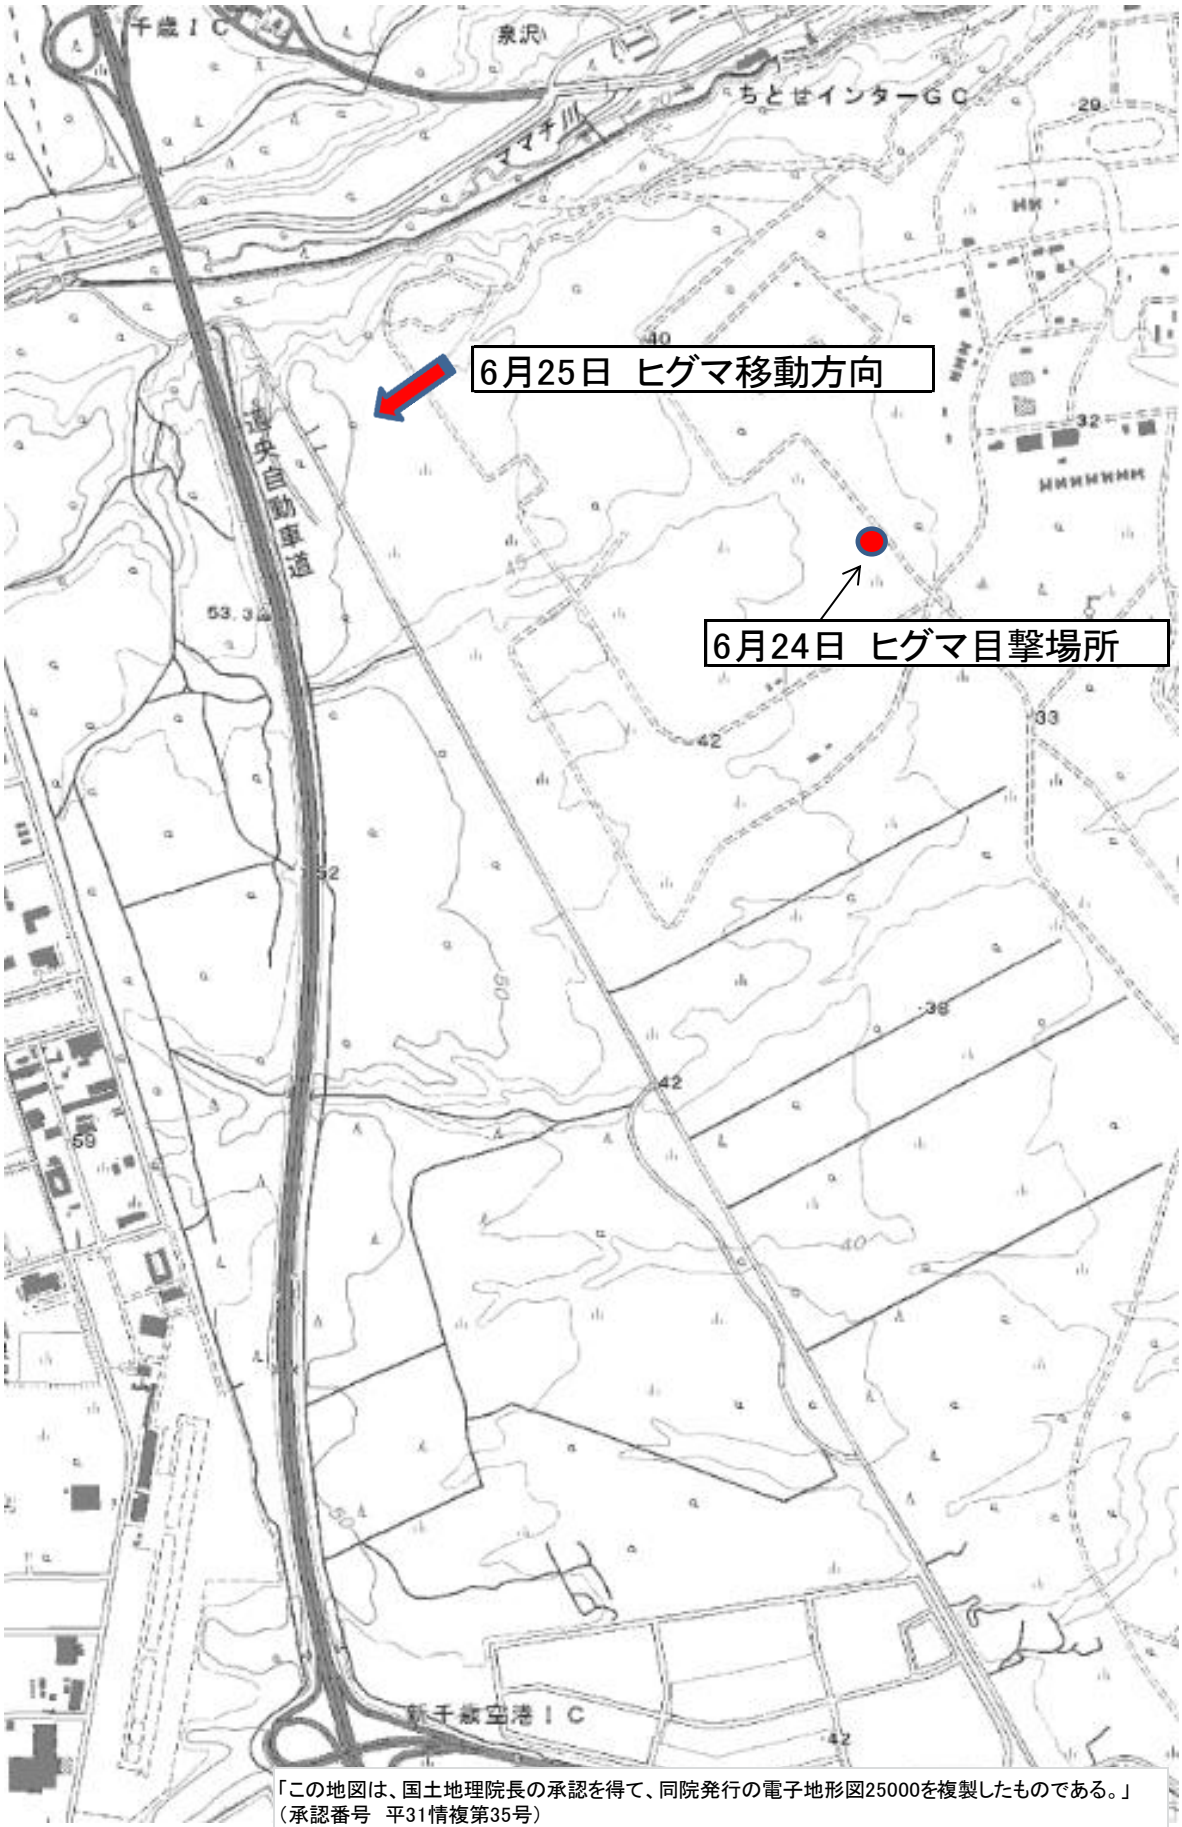 千歳IC
泉沢
ちとせインターGC
29
ママチ川
40
6月25日 ヒグマ移動方向
32
道央自動車道
45
53.3
6月24日 ヒグマ目撃場所
33
42
52
50
38
42
59
40
50
新千歳空港IC
42
「この地図は、国土地理院長の承認を得て、同院発行の電子地形図25000を複製したものである。」
（承認番号 平31情複第35号）